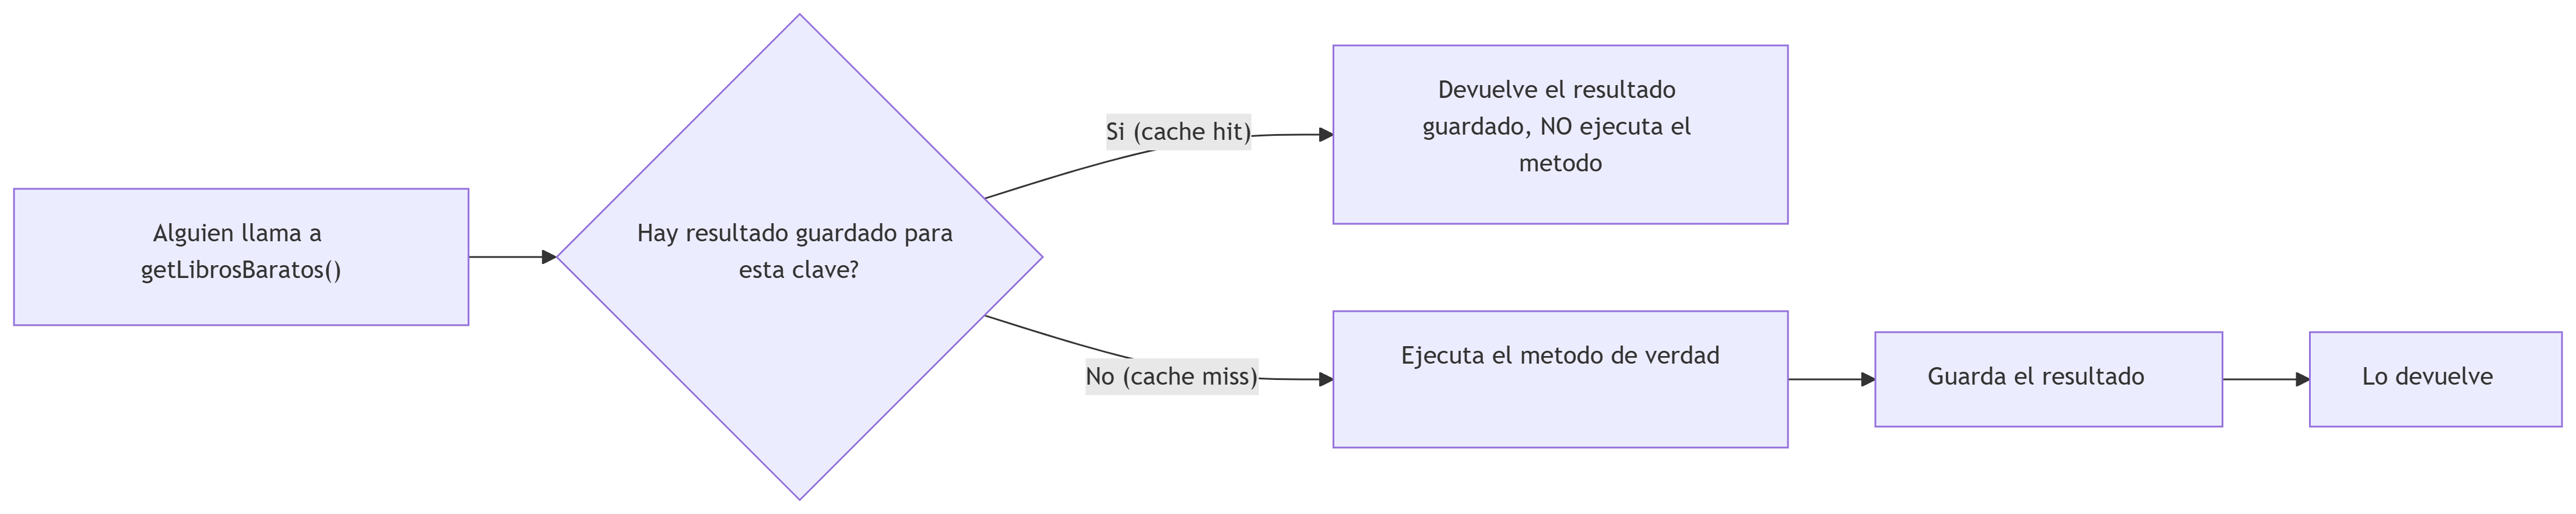 Alguien llama a
getLibrosBaratos()
Hay resultado guardado para
esta clave?
Si (cache hit)
Devuelve el resultado
guardado, NO ejecuta el
metodo
No (cache miss)
Ejecuta el metodo de verdad
Guarda el resultado
Lo devuelve